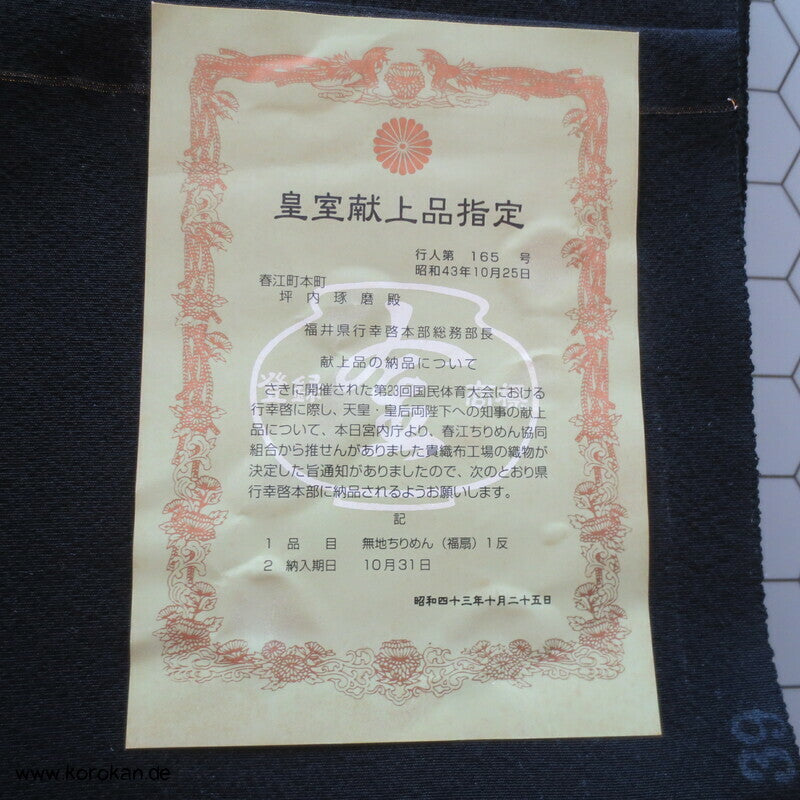 皇室献上品指定
行人第 165 号
昭和43年10月25日
春江町本町
坪内琢磨殿
福井県行幸啓本部総務部長
献上品の納品について
さきに開催された第23回国民体育大会における
行幸啓に際し、天皇・皇后両陛下への知事の献上
品について、本日宮内庁より、春江ちりめん協同
組合から推せんがありました貴織布工場の織物が
決定した旨通知がありましたので、次のとおり県
行幸啓本部に納品されるようお願いします。
記
1 品目 無地ちりめん(福扇)1反
2 納入期日 10月31日
昭和四十三年十月二十五日
39
www.korokan.de